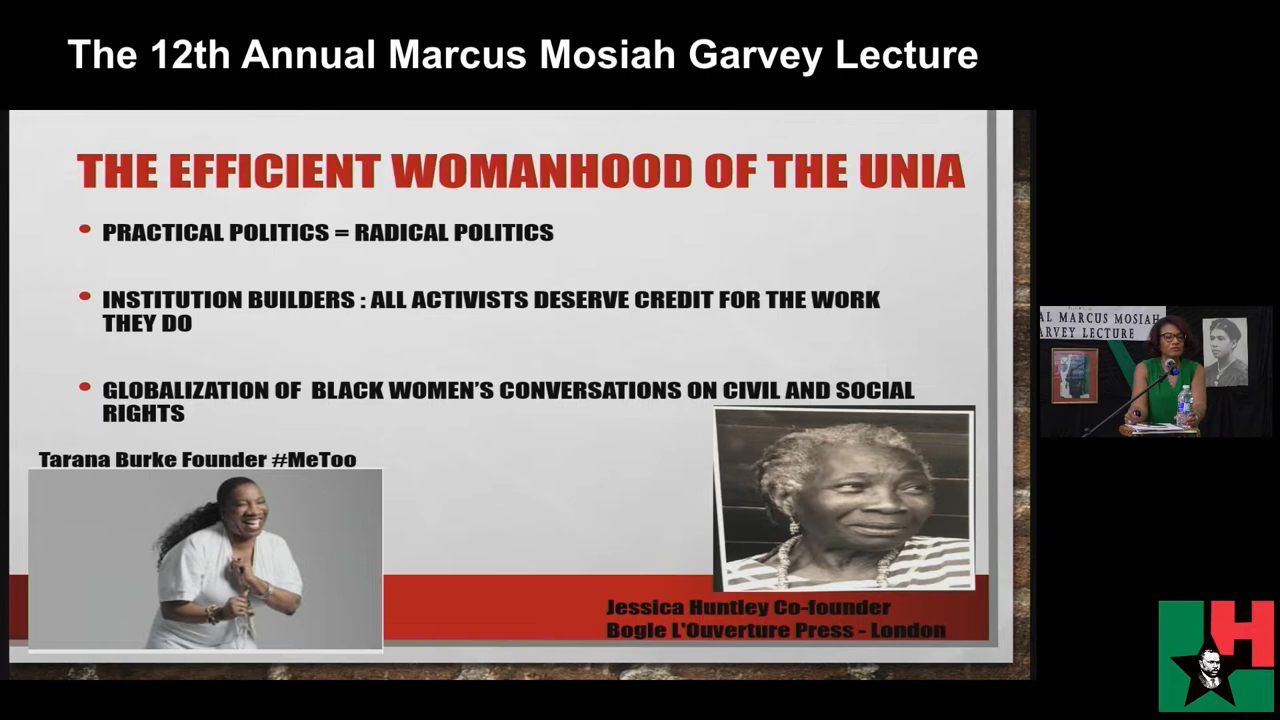 The 12th Annual Marcus Mosiah Garvey Lecture
THE EFFICIENT WOMANHOOD OF THE UNIA
• PRACTICAL POLITICS = RADICAL POLITICS
• INSTITUTION BUILDERS : ALL ACTIVISTS DESERVE CREDIT FOR THE WORK
THEY DO
• GLOBALIZATION OF BLACK WOMEN'S CONVERSATIONS ON CIVIL AND SOCIAL
RIGHTS
Tarana Burke Founder #MeToo
Jessica Huntley Co-founder
Bogle L'Ouverture Press - London
AL MARCUS MOSIAH
ARVEY LECTURE
H